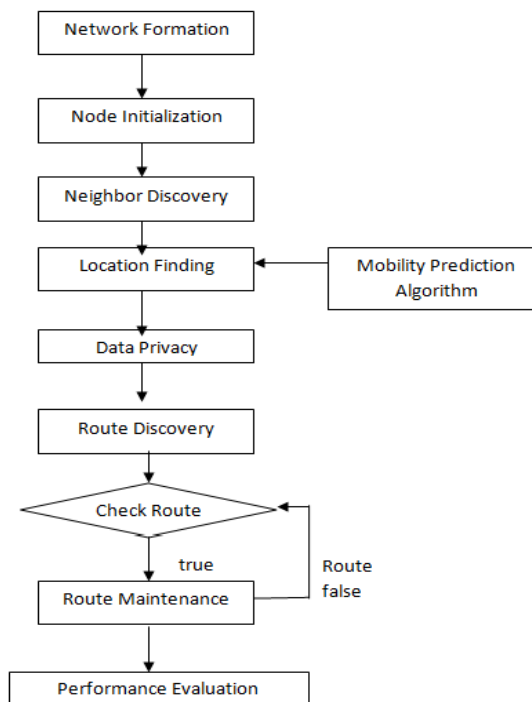 Network Formation
Node Initialization
Neighbor Discovery
Location Finding
Mobility Prediction
Algorithm
Data Privacy
Route Discovery
Check Route
true
Route
false
Route Maintenance
Performance Evaluation